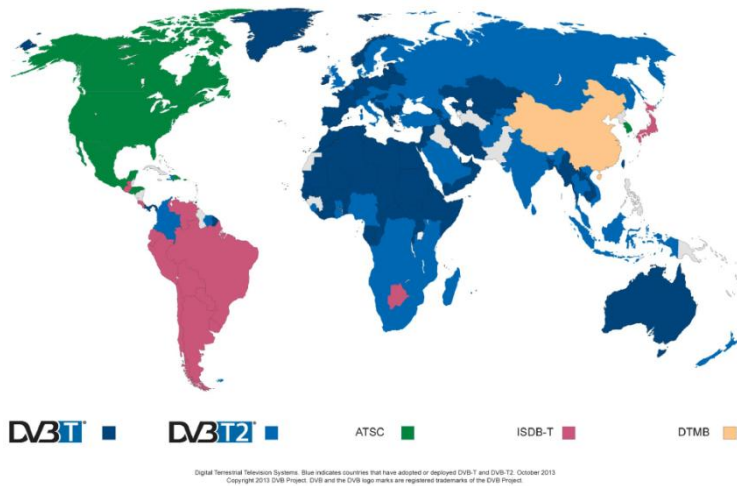 DVB T
DVB T2
ATSC
ISDB-T
DTMB
Digital Terrestrial Television Systems. Blue indicates countries that have adopted or deployed DVB-T and DVB-T2. October 2013
Copyright 2013 DVB Project. DVB and the DVB logo marks are registered trademarks of the DVB Project.